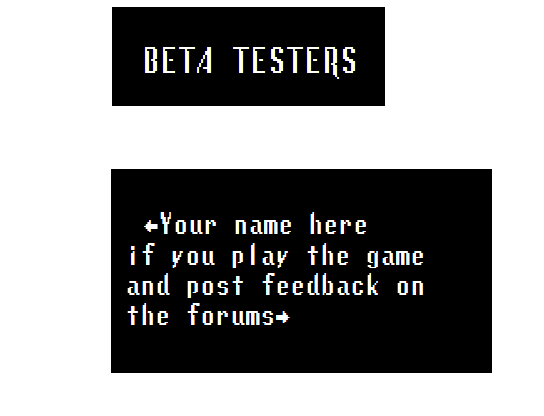 BETA TESTERS
←Your name here
if you play the game
and post feedback on
the forums→